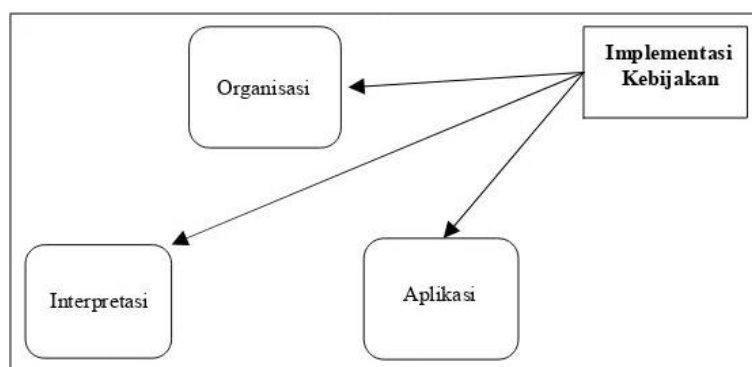 Implementasi
Kebijakan
Organisasi
Interpretasi
Aplikasi